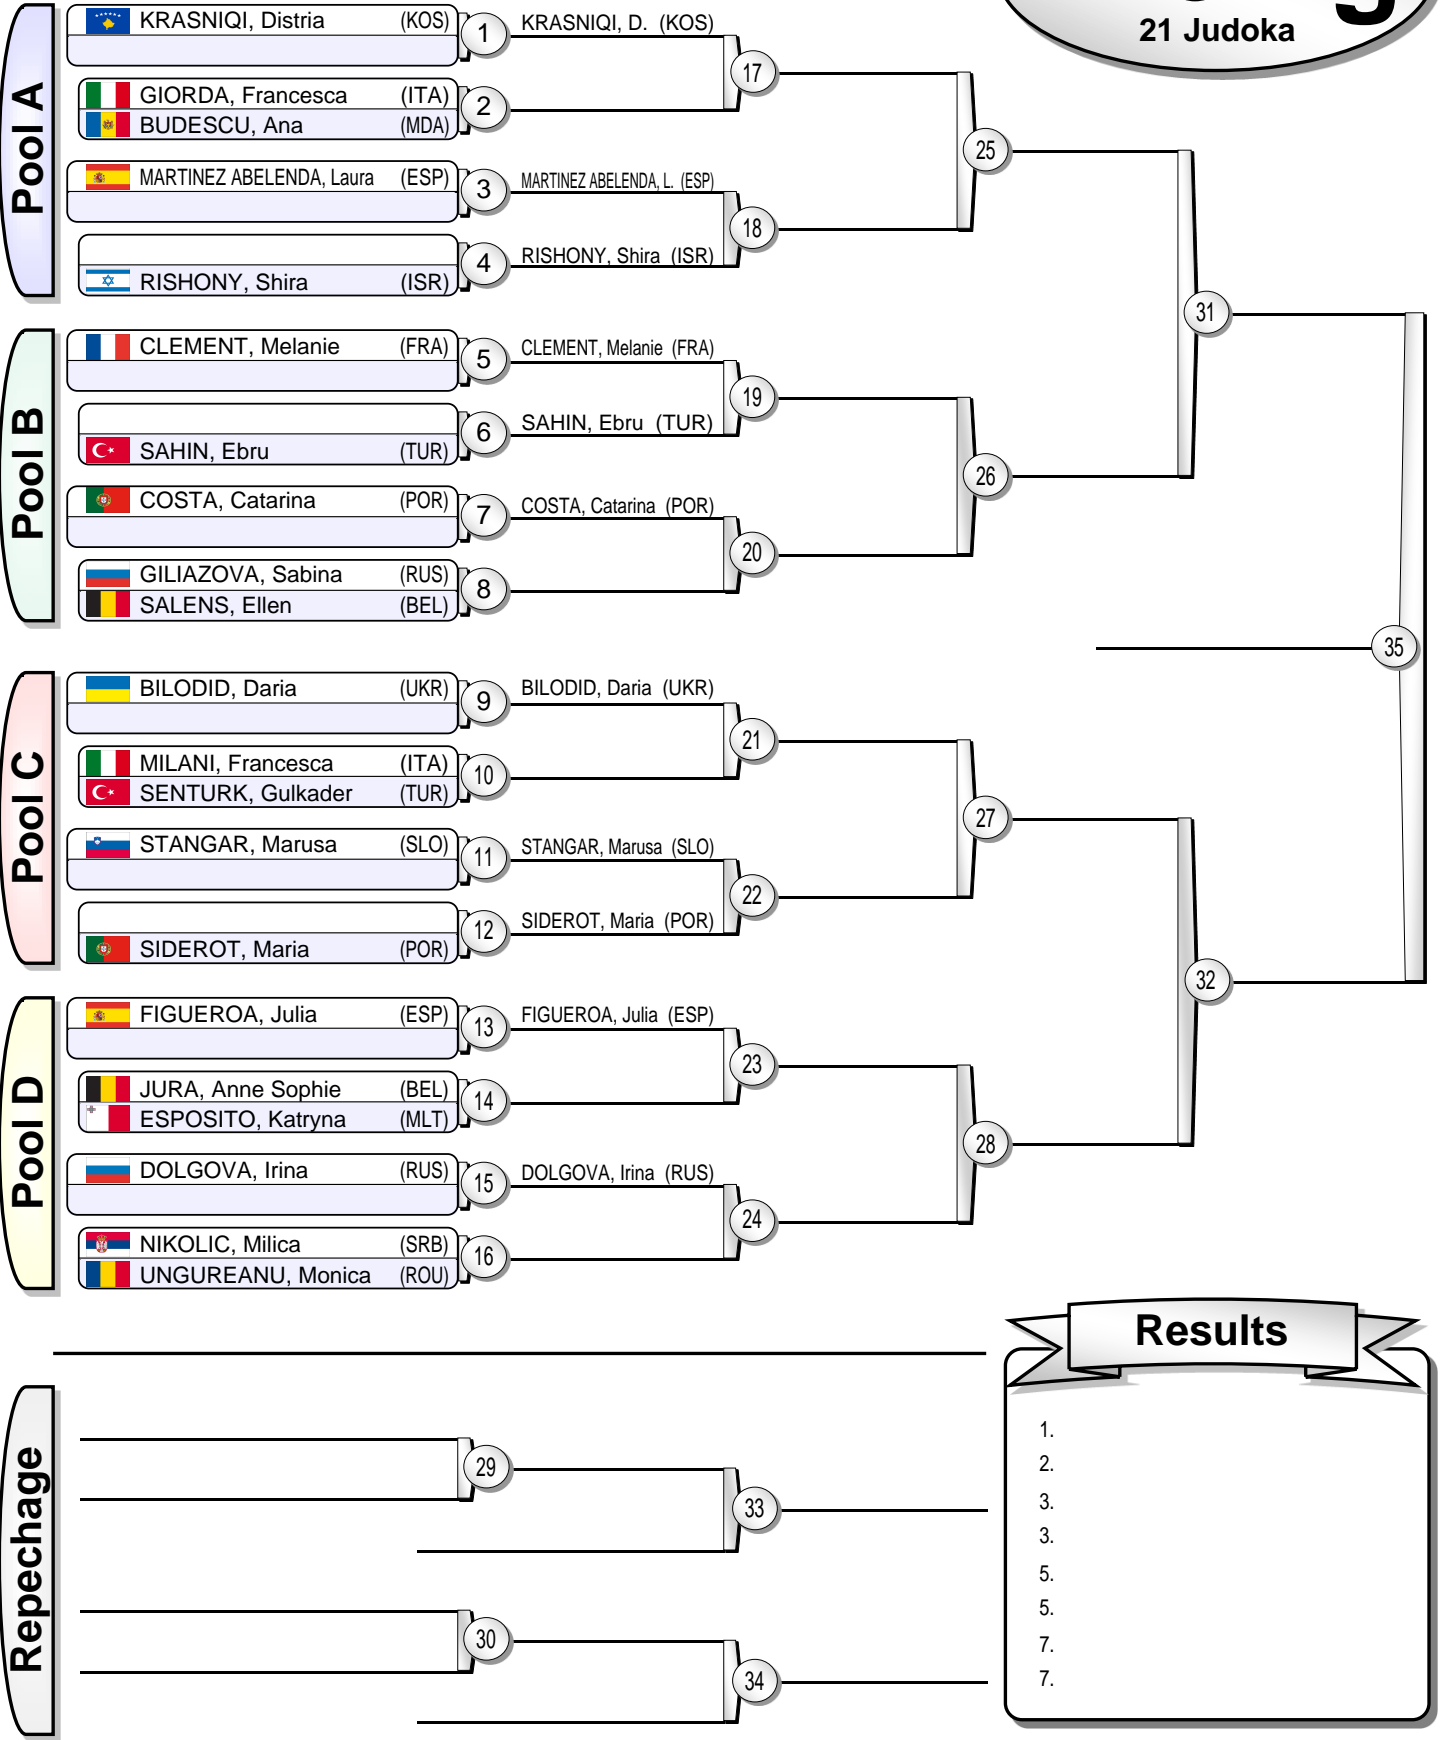 21 Judoka
Pool A
KRASNIQI, Distria (KOS)
1
KRASNIQI, D. (KOS)
17
GIORDA, Francesca (ITA)
BUDESCU, Ana (MDA)
2
25
MARTINEZ ABELENDA, Laura (ESP)
3
MARTINEZ ABELENDA, L. (ESP)
18
4
RISHONY, Shira (ISR)
RISHONY, Shira (ISR)
31
Pool B
CLEMENT, Melanie (FRA)
5
CLEMENT, Melanie (FRA)
19
6
SAHIN, Ebru (TUR)
SAHIN, Ebru (TUR)
26
COSTA, Catarina (POR)
7
COSTA, Catarina (POR)
20
GILIAZOVA, Sabina (RUS)
SALENS, Ellen (BEL)
8
35
Pool C
BILODID, Daria (UKR)
9
BILODID, Daria (UKR)
21
MILANI, Francesca (ITA)
SENTURK, Gulkader (TUR)
10
27
STANGAR, Marusa (SLO)
11
STANGAR, Marusa (SLO)
22
12
SIDEROT, Maria (POR)
SIDEROT, Maria (POR)
32
Pool D
FIGUEROA, Julia (ESP)
13
FIGUEROA, Julia (ESP)
23
JURA, Anne Sophie (BEL)
ESPOSITO, Katryna (MLT)
14
28
DOLGOVA, Irina (RUS)
15
DOLGOVA, Irina (RUS)
24
NIKOLIC, Milica (SRB)
UNGUREANU, Monica (ROU)
16
Repechage
29
33
30
34
Results
1.
2.
3.
3.
5.
5.
7.
7.